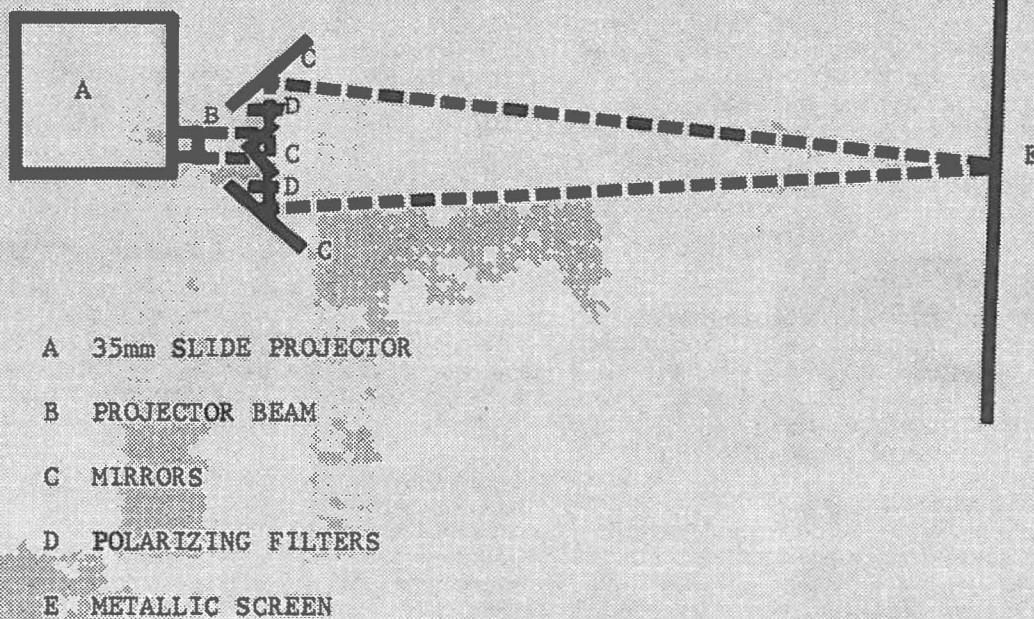 C
A
D
B
C
E
D
C
A 35mm SLIDE PROJECTOR
B PROJECTOR BEAM
C MIRRORS
D POLARIZING FILTERS
E METALLIC SCREEN